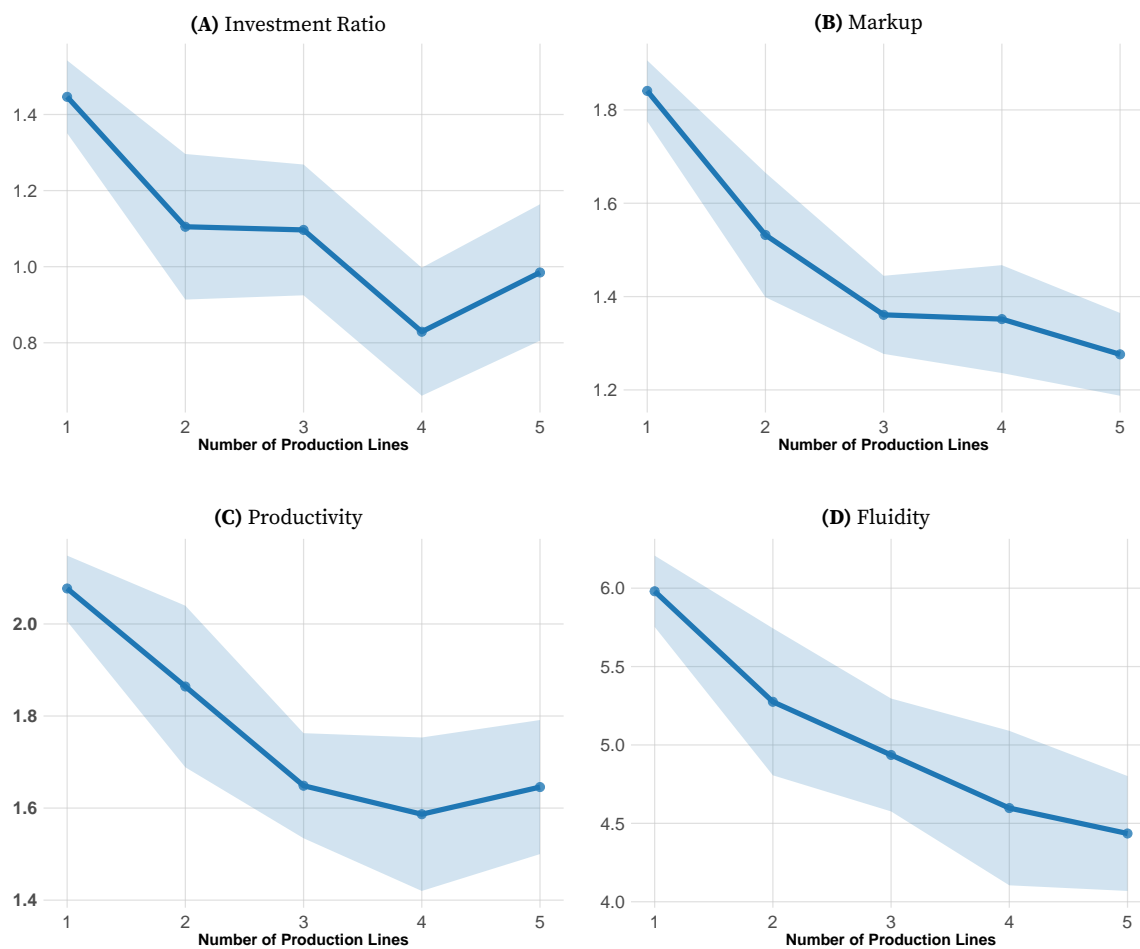 (A) Investment Ratio
1.4
1.2
1.0
0.8
1 2 3 4 5
Number of Production Lines
(B) Markup
1.8
1.6
1.4
1.2
1 2 3 4 5
Number of Production Lines
(C) Productivity
2.0
1.8
1.6
1.4
1 2 3 4 5
Number of Production Lines
(D) Fluidity
6.0
5.5
5.0
4.5
4.0
1 2 3 4 5
Number of Production Lines